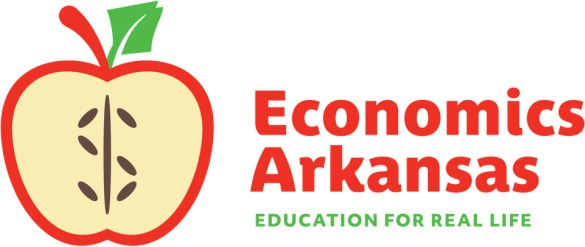 Economics
Arkansas
EDUCATION FOR REAL LIFE